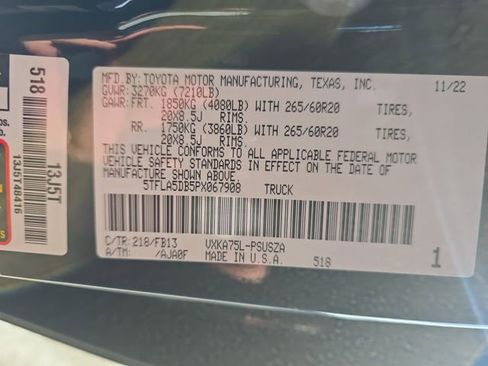 MFD.BY: TOYOTA MOTOR MANUFACTURING, TEXAS, INC. 11/22
GVWR: 3270KG (7210LB)
GAWR: FRT. 1850KG (4080LB) WITH 265/60R20 TIRES,
20X8.5J RIMS,
RR. 1750KG (3860LB) WITH 265/60R20 TIRES,
20X8.5J RIMS.
THIS VEHICLE CONFORMS TO ALL APPLICABLE FEDERAL MOTOR
VEHICLE SAFETY STANDARDS IN EFFECT ON THE DATE OF
MANUFACTURE SHOWN ABOVE.
5TFLA5DB5PX067908 TRUCK
C/TR: 218/FB13 VXKA75L-PSUSZA
A/TM: /AJA0F MADE IN U.S.A. 518 1
518
13J5T
13J5T48416